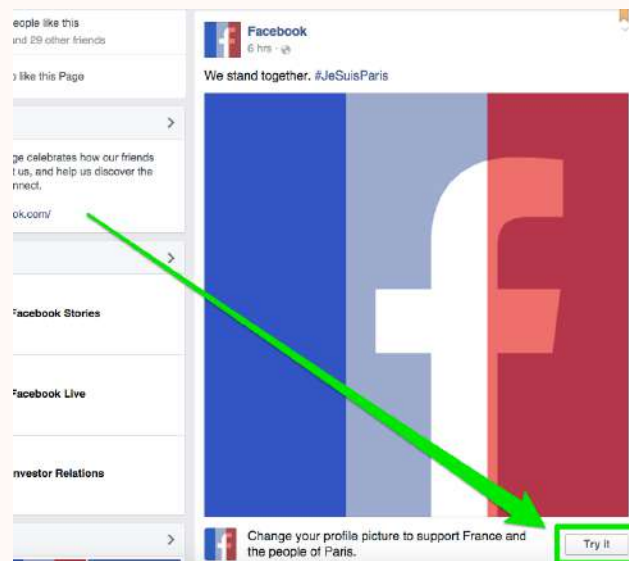 eople like this
and 29 other friends
like this Page
ge celebrates how our friends
t us, and help us discover the
nnect.
ok.com/
Facebook Stories
Facebook Live
nvestor Relations
Facebook
6 hrs
We stand together. #JeSuisParis
f
Change your profile picture to support France and
the people of Paris.
Try it